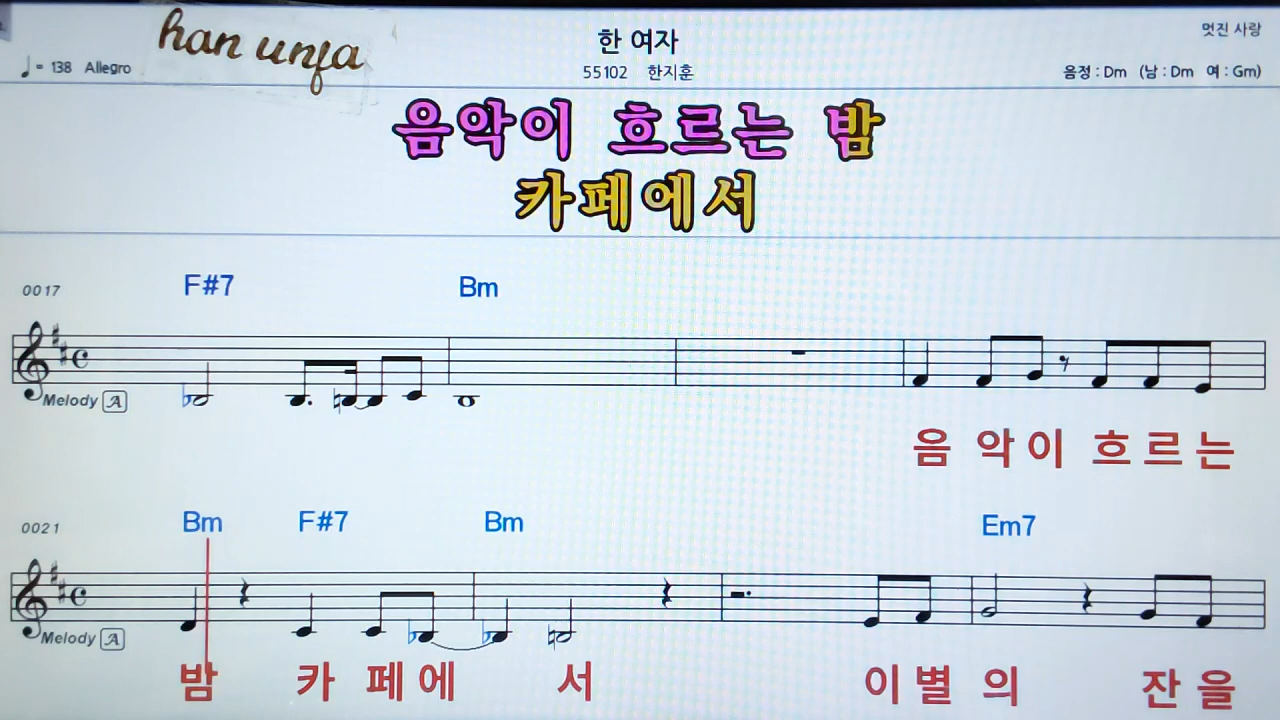 han unfa
한 여자
멋진 사랑
♩= 138 Allegro
55102 한지훈
음정 : Dm (남 : Dm 여 : Gm)
음악이 흐르는 밤
카페에서
0017 F#7 Bm
Melody A
음 악이 흐르는
0021 Bm F#7 Bm Em7
Melody A
밤 카 페에 서 이별 의 잔을